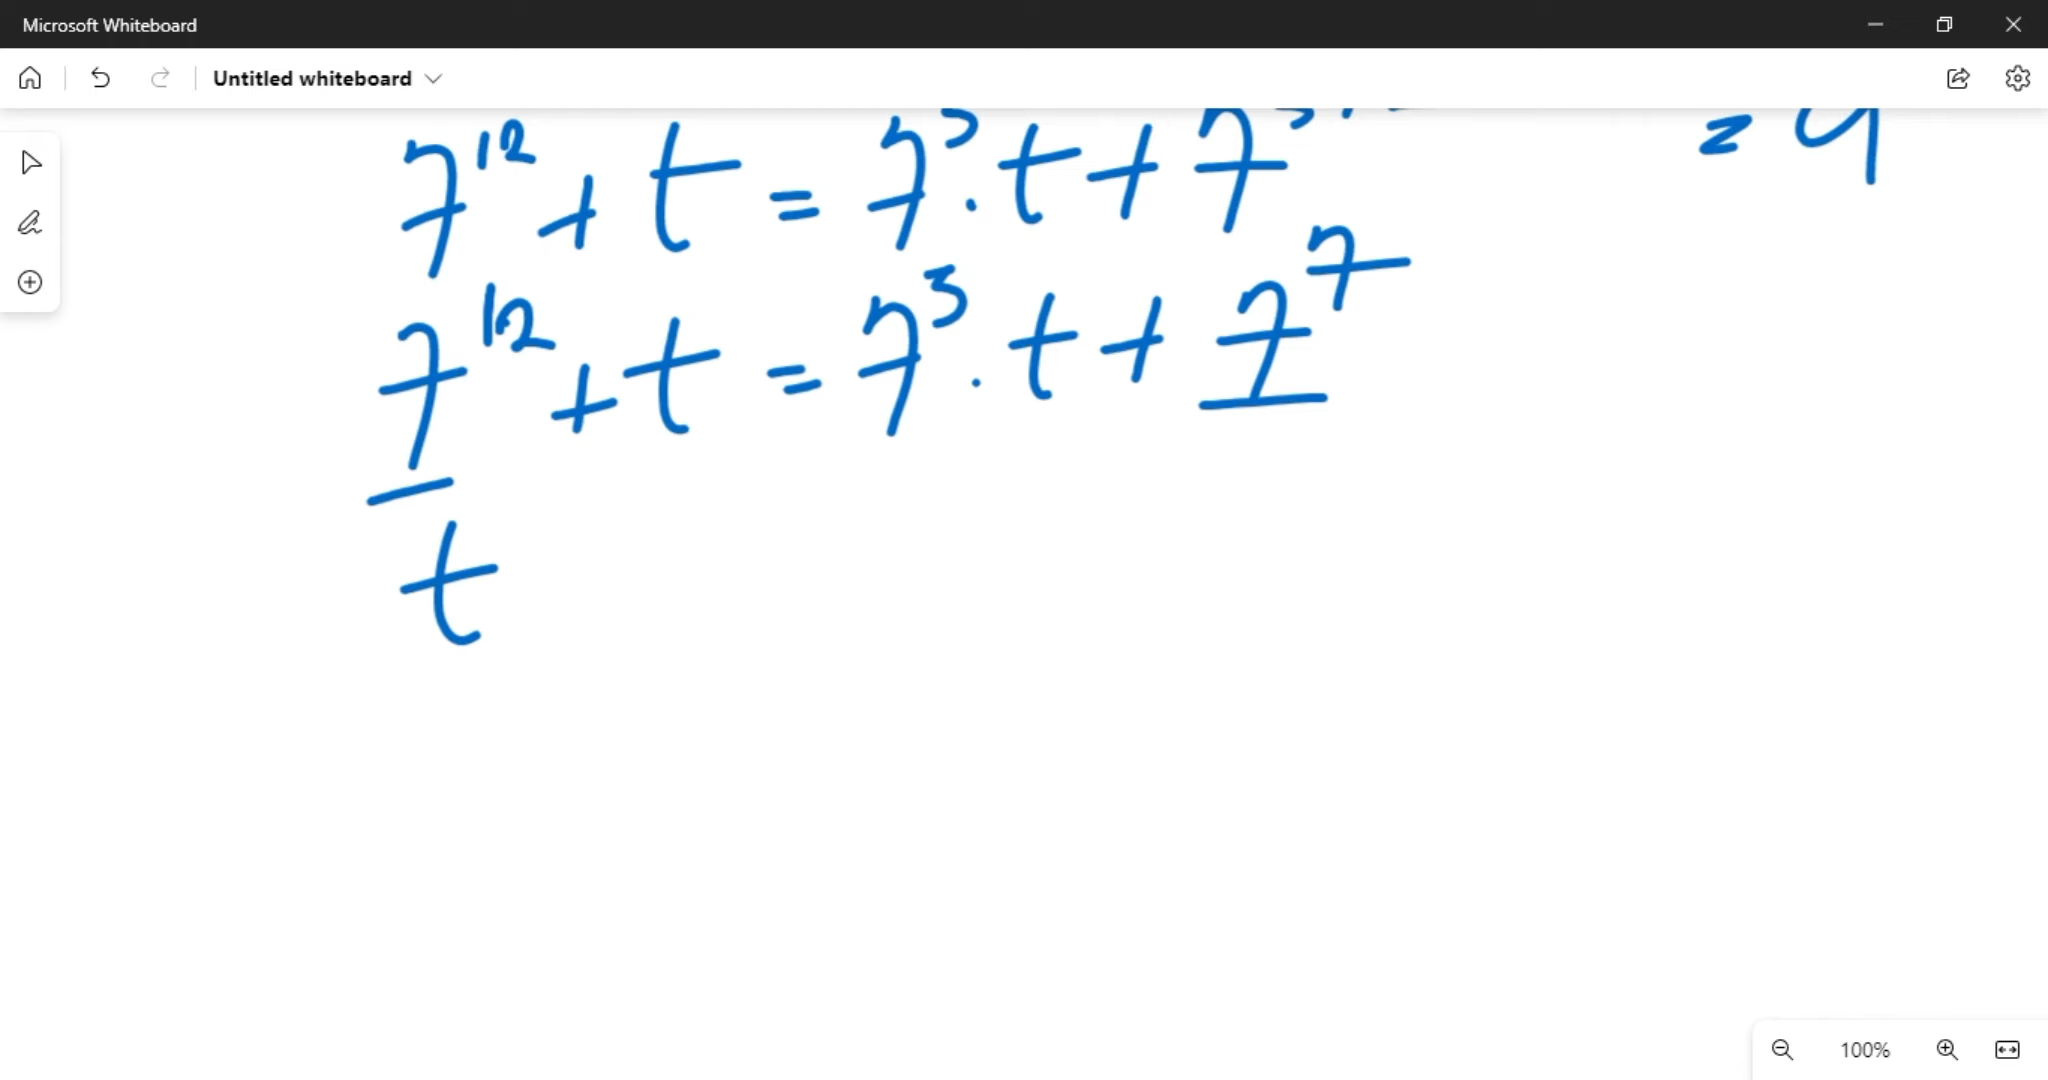 Microsoft Whiteboard
Untitled whiteboard
= 4
7¹² + t = 7³ . t + 7
7¹² + t = 7³ . t + 7⁷
t
100%